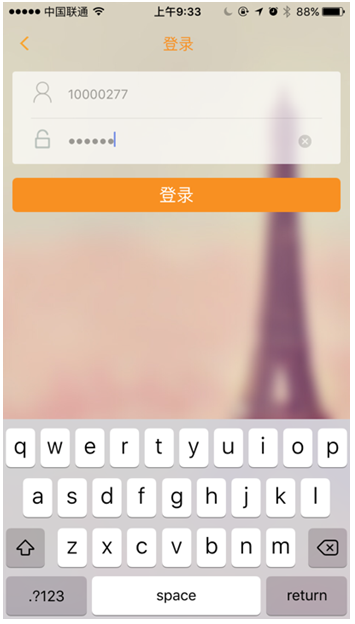 中国联通 上午9:33 88%
登录
10000277
••••••
登录
q w e r t y u i o p
a s d f g h j k l
z x c v b n m
.?123 space return